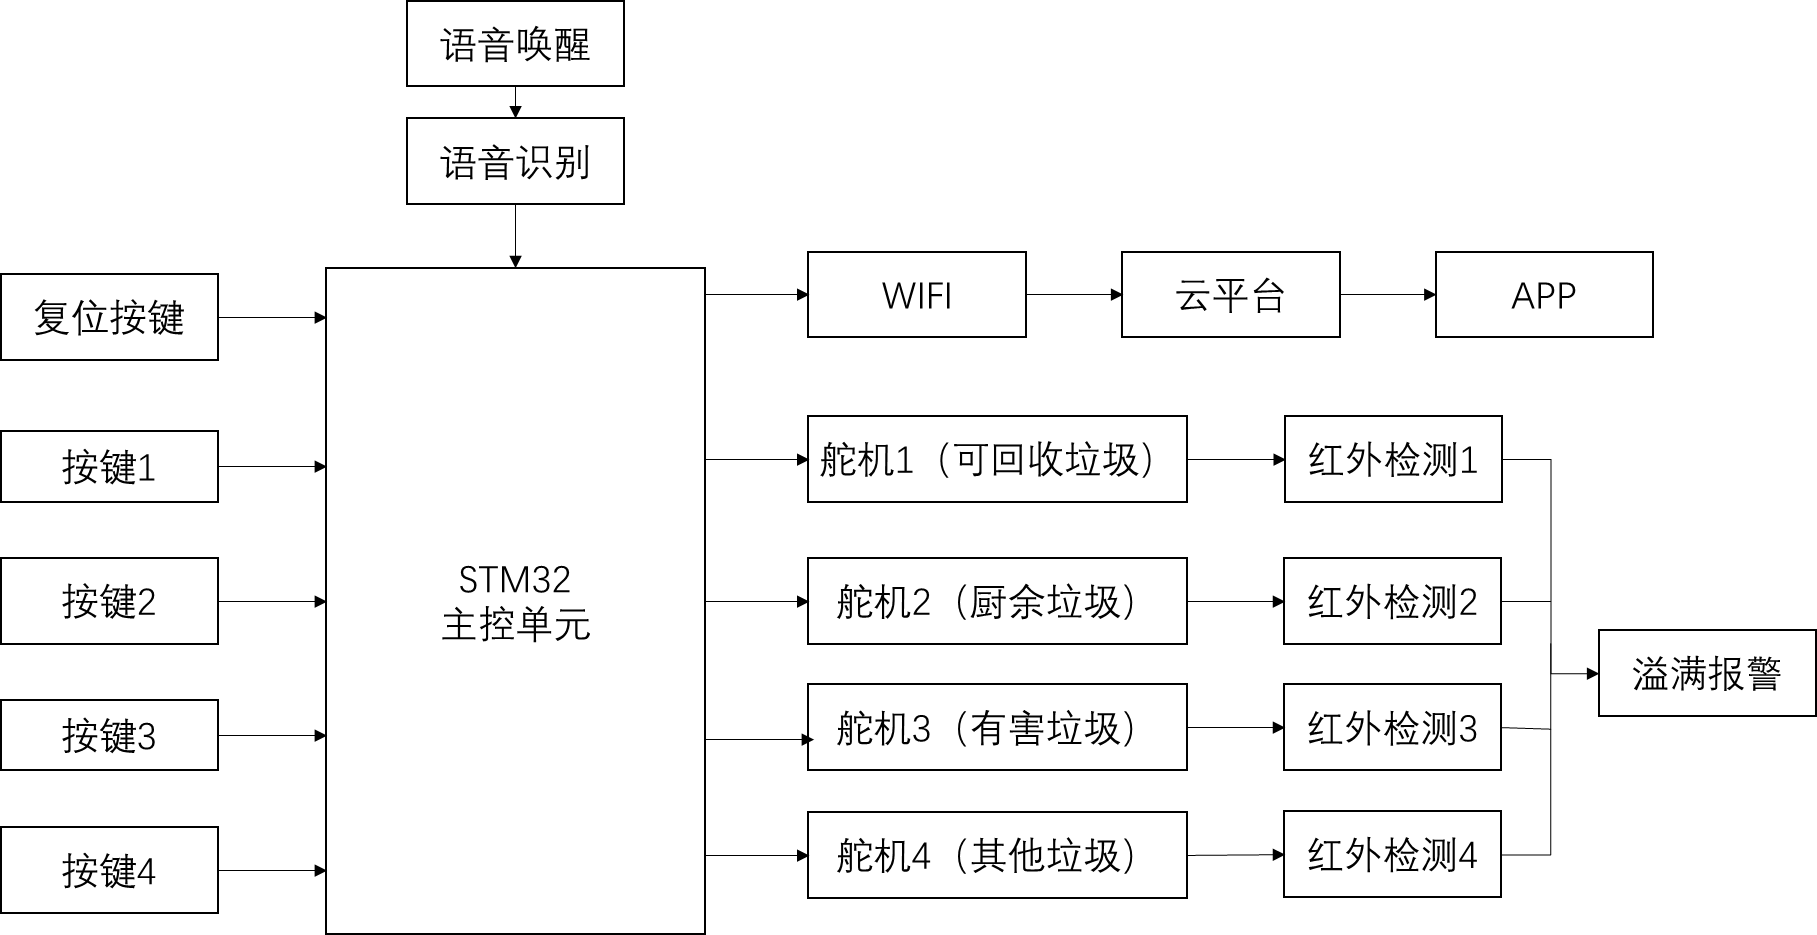 语音唤醒
语音识别
复位按键
按键1
按键2
按键3
按键4
STM32
主控单元
WIFI
云平台
APP
舵机1（可回收垃圾）
红外检测1
舵机2（厨余垃圾）
红外检测2
舵机3（有害垃圾）
红外检测3
舵机4（其他垃圾）
红外检测4
溢满报警